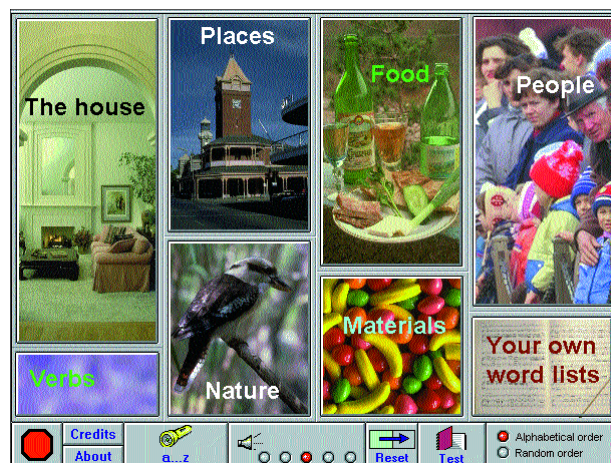 The house
Places
Food
People
Verbs
Nature
Materials
Your own
word lists
Credits
About
a...z
Reset
Test
Alphabetical order
Random order